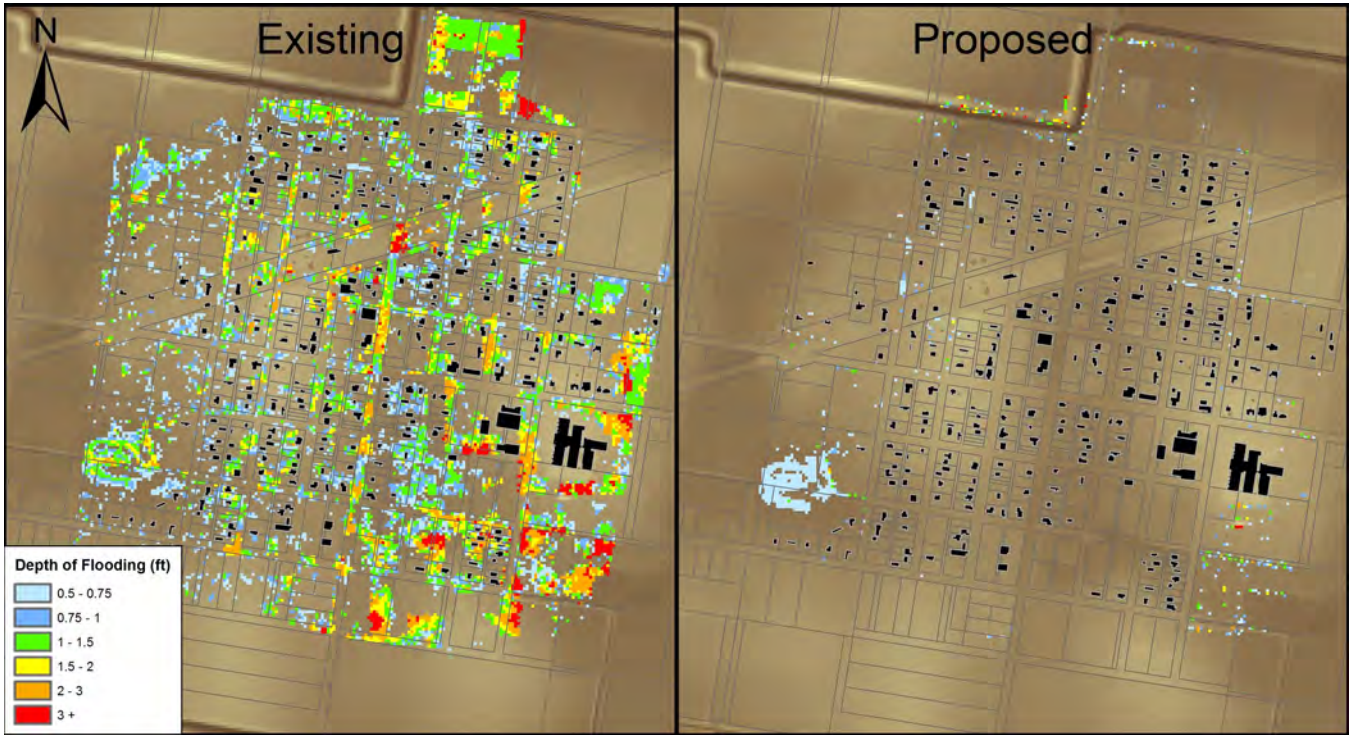 Existing
Proposed
N
Depth of Flooding (ft)
0.5 - 0.75
0.75 - 1
1 - 1.5
1.5 - 2
2 - 3
3 +